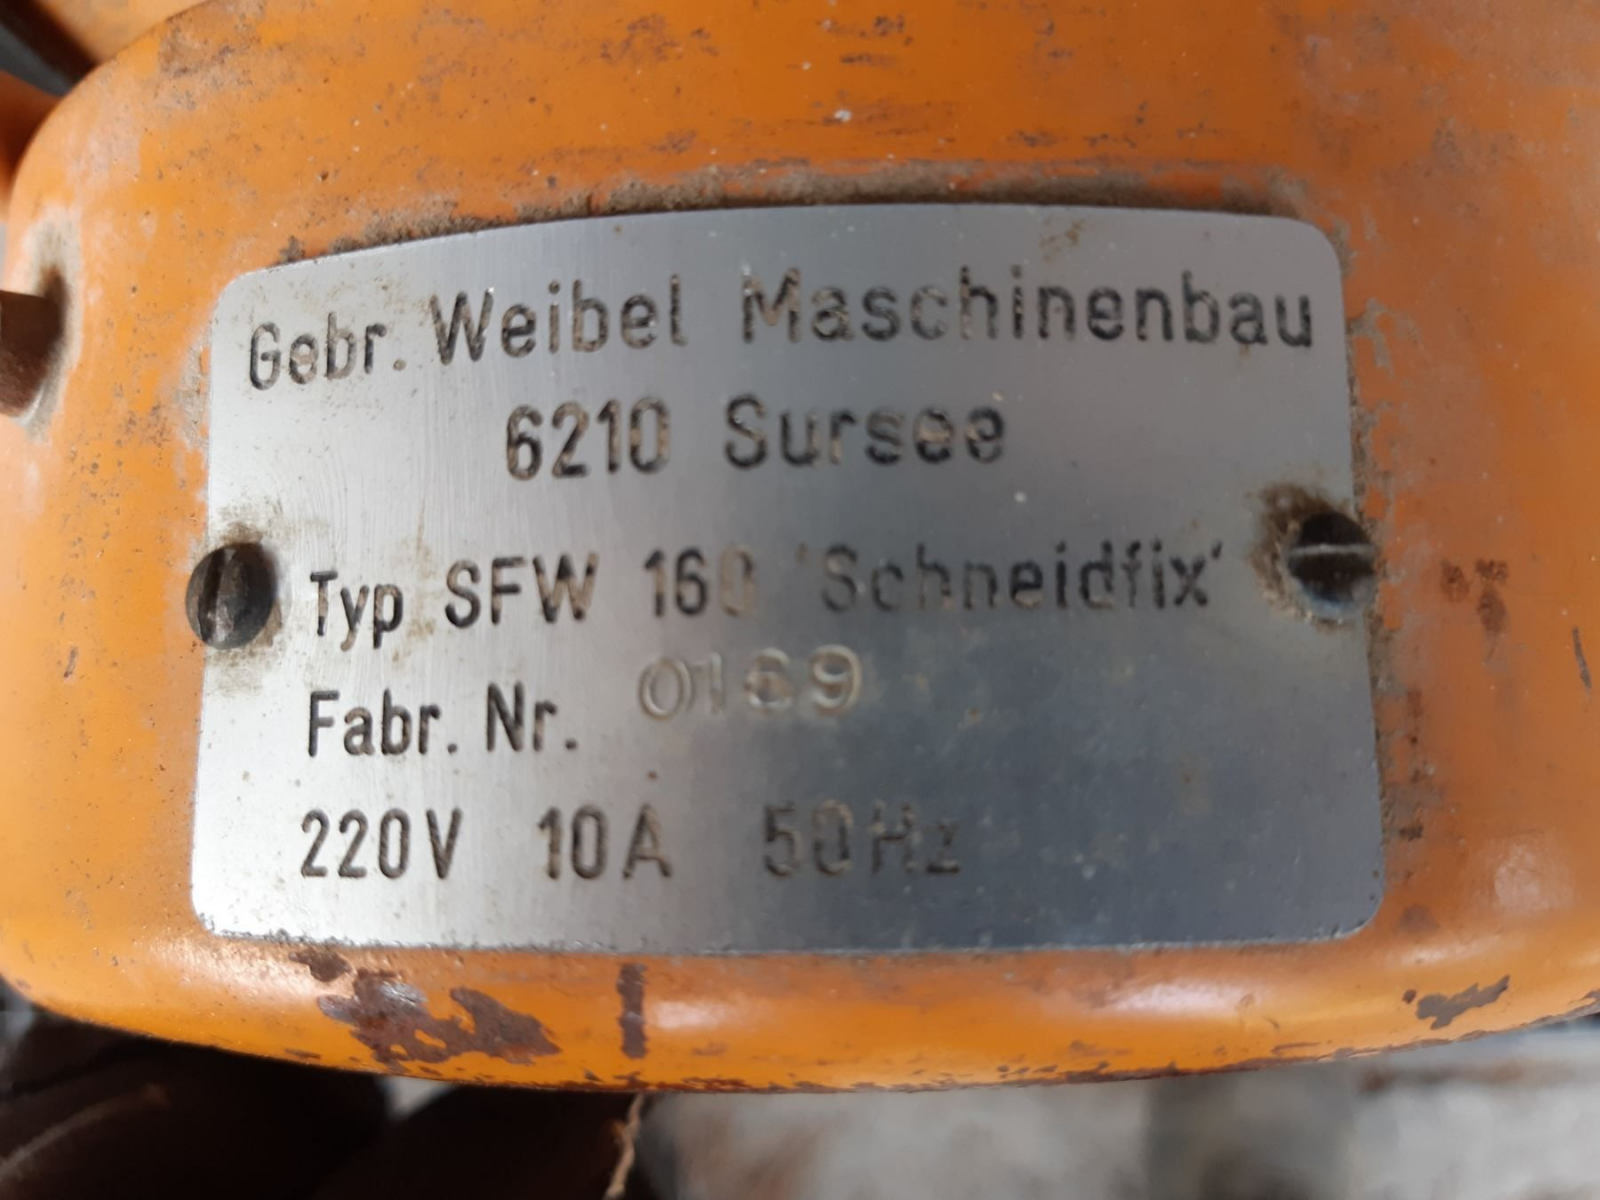 Gebr. Weibel Maschinenbau
6210 Sursee
Typ SFW 160 'Schneidfix'
Fabr. Nr. 0169
220V 10A 50Hz